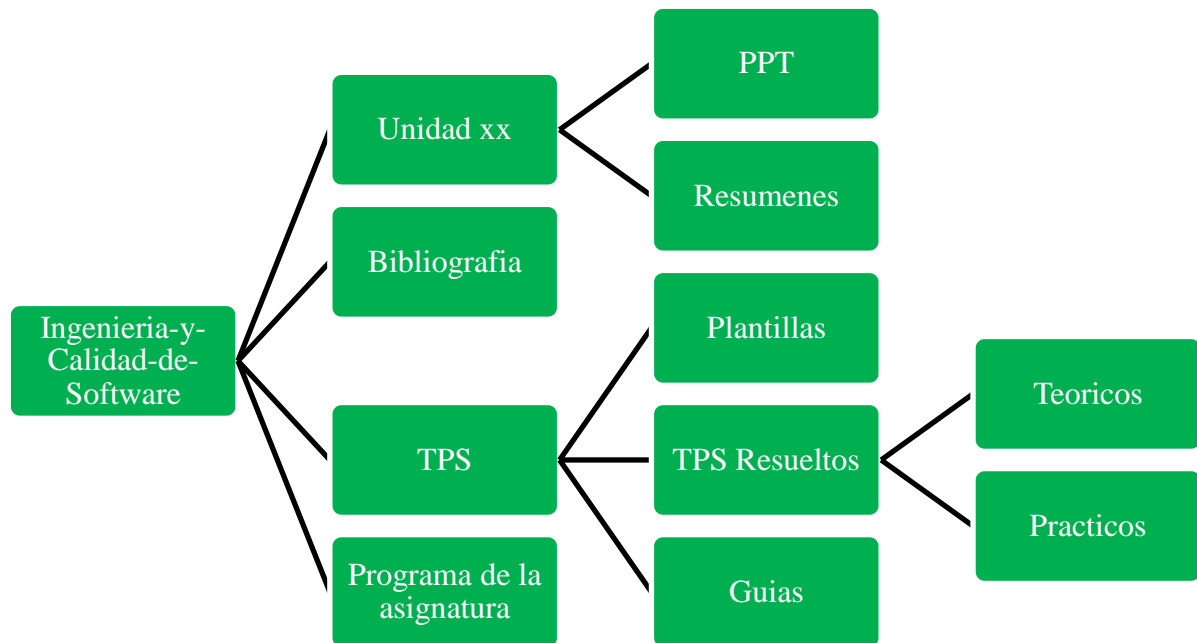 Ingenieria-y-
Calidad-de-
Software
Unidad xx
Bibliografia
TPS
Programa de la
asignatura
PPT
Resumenes
Plantillas
TPS Resueltos
Guias
Teoricos
Practicos